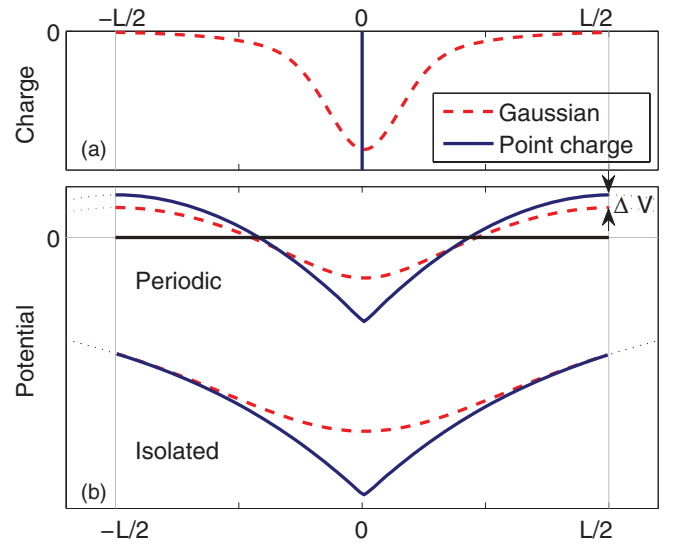 −L/2 0 L/2
0
Charge
(a)
Gaussian
Point charge
Δ V
0
Periodic
Potential
Isolated
(b)
−L/2 0 L/2